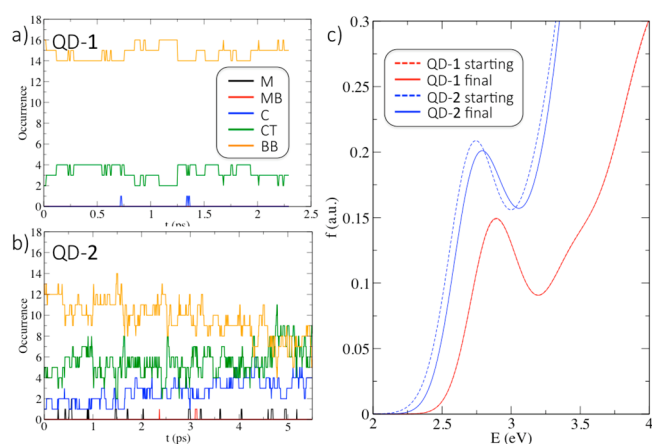 a) QD-1
18
16
14
12
10
8
6
4
2
0
Occurrence
M
MB
C
CT
BB
0
0.5
1
1.5
2
2.5
t (ps)
b) QD-2
18
16
14
12
10
8
6
4
2
0
Occurrence
0
1
2
3
4
5
t (ps)
c)
0.3
0.25
0.2
0.15
0.1
0.05
0
f (a.u.)
QD-1 starting
QD-1 final
QD-2 starting
QD-2 final
2
2.5
3
3.5
4
E (eV)